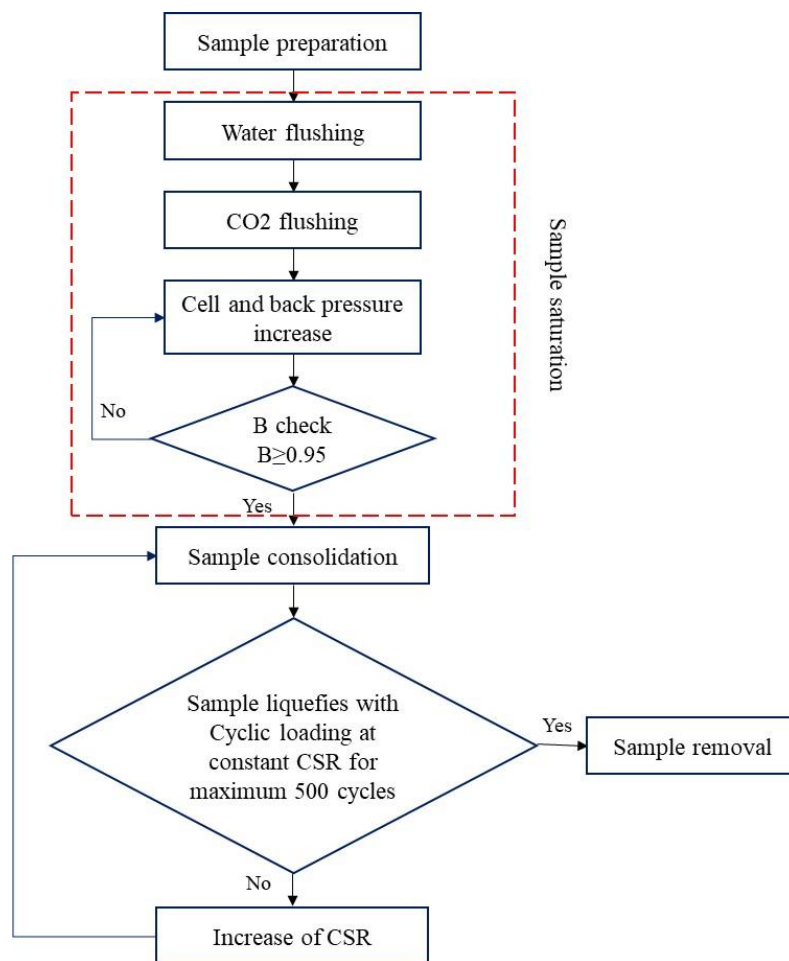 Sample preparation
Water flushing
CO2 flushing
Sample saturation
Cell and back pressure
increase
No
B check
B≥0.95
Yes
Sample consolidation
Sample liquefies with
Cyclic loading at
constant CSR for
maximum 500 cycles
Yes
Sample removal
No
Increase of CSR